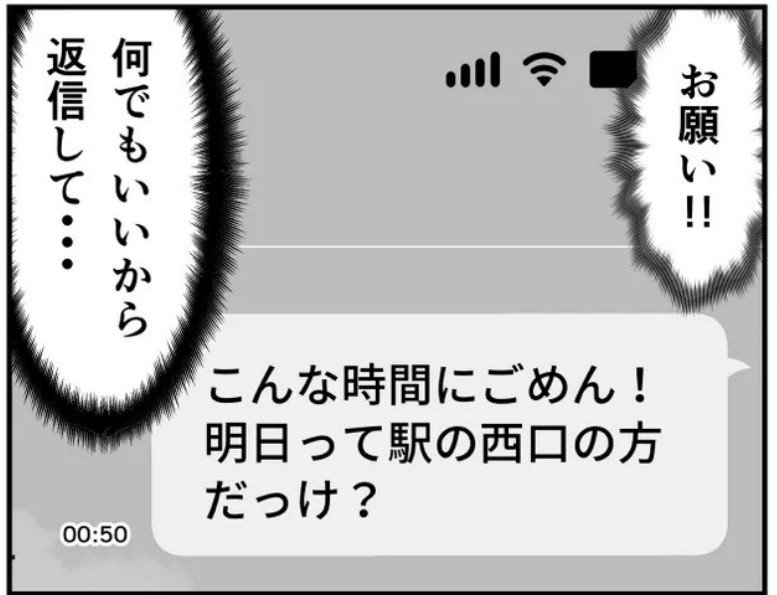 お願い!!
何でもいいから
返信して・・・
こんな時間にごめん！
明日って駅の西口の方
だっけ？
00:50